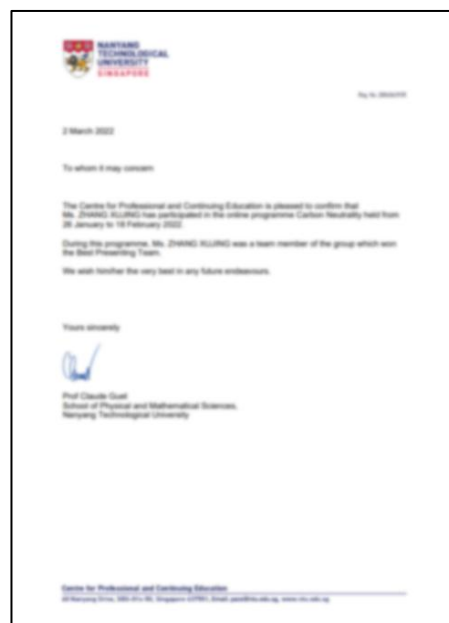 NANYANG
TECHNOLOGICAL
UNIVERSITY
SINGAPORE
2 March 2022
To whom it may concern
The Centre for Professional and Continuing Education is pleased to confirm that
Ms. ZHANG XUJING has participated in the online programme Carbon Neutrality held from
to 18 February 2022.
During this programme, Ms. ZHANG XUJING was a team member of the group which won
the Best Presenting Team.
We wish him/her the very best in any future endeavours.
Yours sincerely
Prof Claude Guet
School of Physical and Mathematical Sciences,
Nanyang Technological University
Centre for Professional and Continuing Education